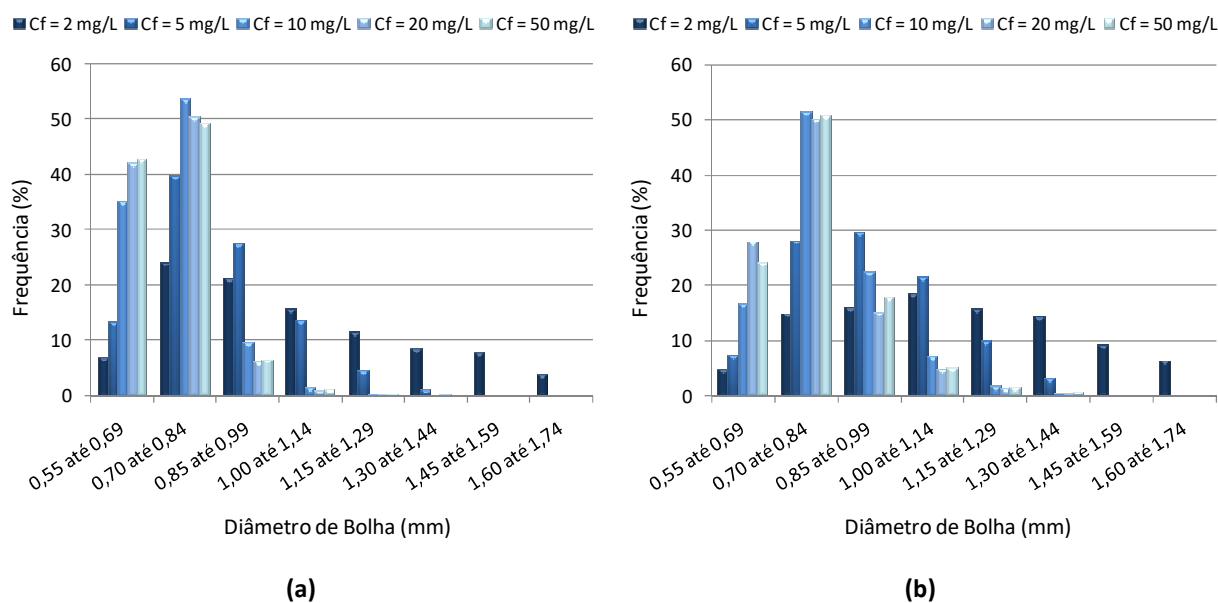 Cf = 2 mg/L Cf = 5 mg/L Cf = 10 mg/L Cf = 20 mg/L Cf = 50 mg/L
60
50
40
30
20
10
0
Frequência (%)
0,55 até 0,69
0,70 até 0,84
0,85 até 0,99
1,00 até 1,14
1,15 até 1,29
1,30 até 1,44
1,45 até 1,59
1,60 até 1,74
Diâmetro de Bolha (mm)
(a)
Cf = 2 mg/L Cf = 5 mg/L Cf = 10 mg/L Cf = 20 mg/L Cf = 50 mg/L
60
50
40
30
20
10
0
Frequência (%)
0,55 até 0,69
0,70 até 0,84
0,85 até 0,99
1,00 até 1,14
1,15 até 1,29
1,30 até 1,44
1,45 até 1,59
1,60 até 1,74
Diâmetro de Bolha (mm)
(b)